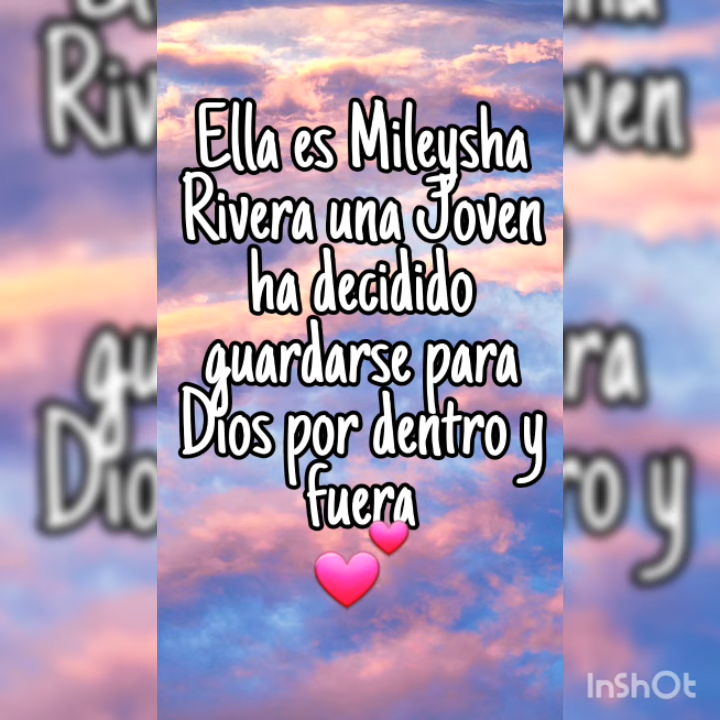 Ella es Mileysha
Rivera una Joven
ha decidido
guardarse para
Dios por dentro y
fuera
InShOt